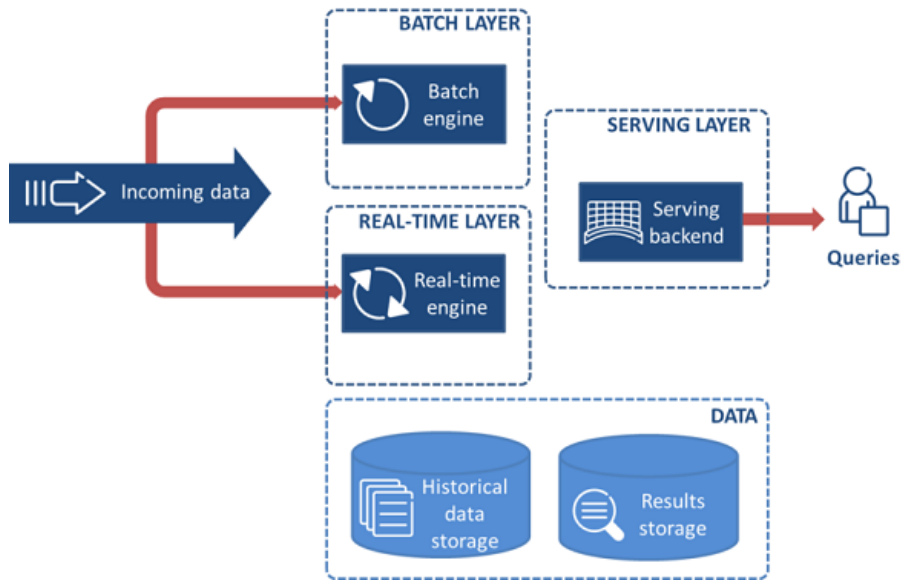 BATCH LAYER
Batch
engine
Incoming data
REAL-TIME LAYER
Real-time
engine
SERVING LAYER
Serving
backend
Queries
DATA
Historical
data
storage
Results
storage